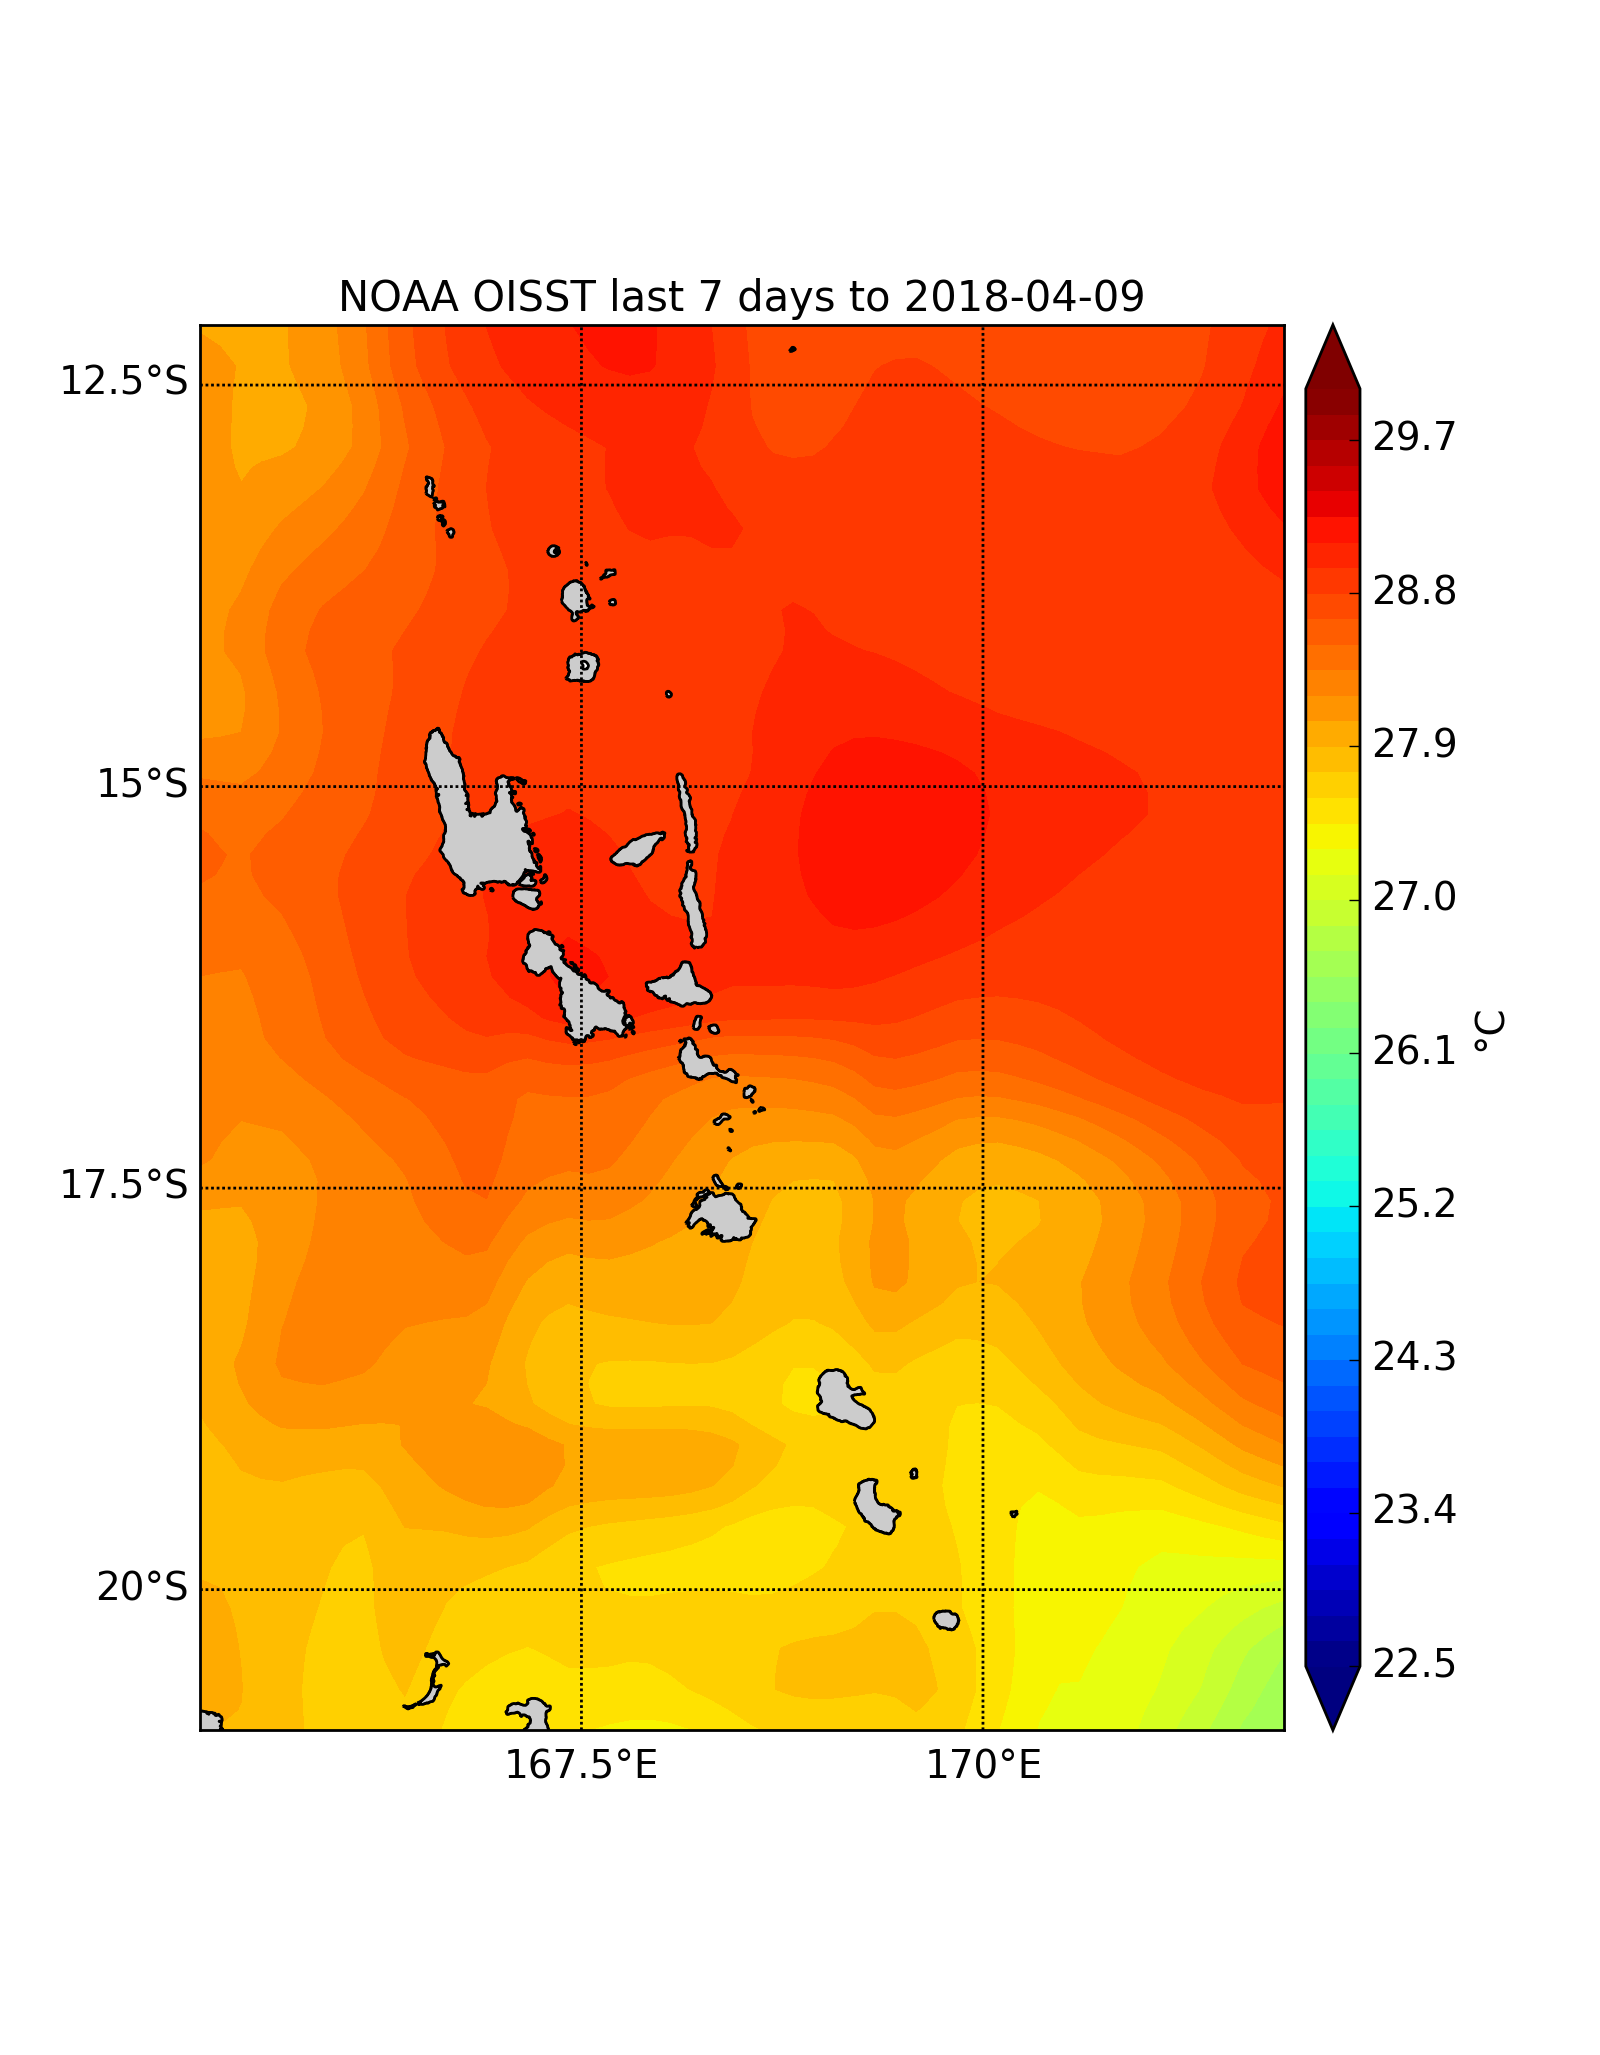 NOAA OISST last 7 days to 2018-04-09
12.5°S
15°S
17.5°S
20°S
167.5°E
170°E
29.7
28.8
27.9
27.0
26.1
25.2
24.3
23.4
22.5
°C